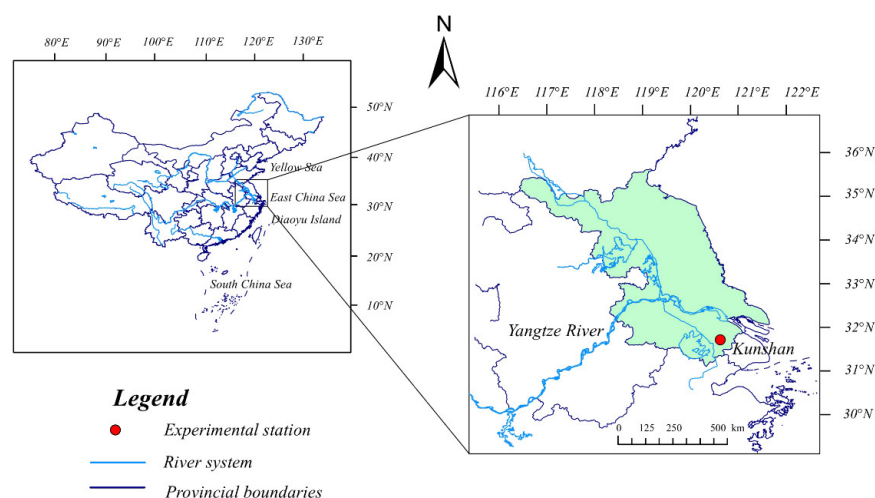 N
80°E 90°E 100°E 110°E 120°E 130°E
50°N
40°N
30°N
20°N
10°N
Yellow Sea
East China Sea
Diaoyu Island
South China Sea
116°E 117°E 118°E 119°E 120°E 121°E 122°E
36°N
35°N
34°N
33°N
32°N
31°N
30°N
Yangtze River
Kunshan
0 125 250 500 km
Legend
Experimental station
River system
Provincial boundaries